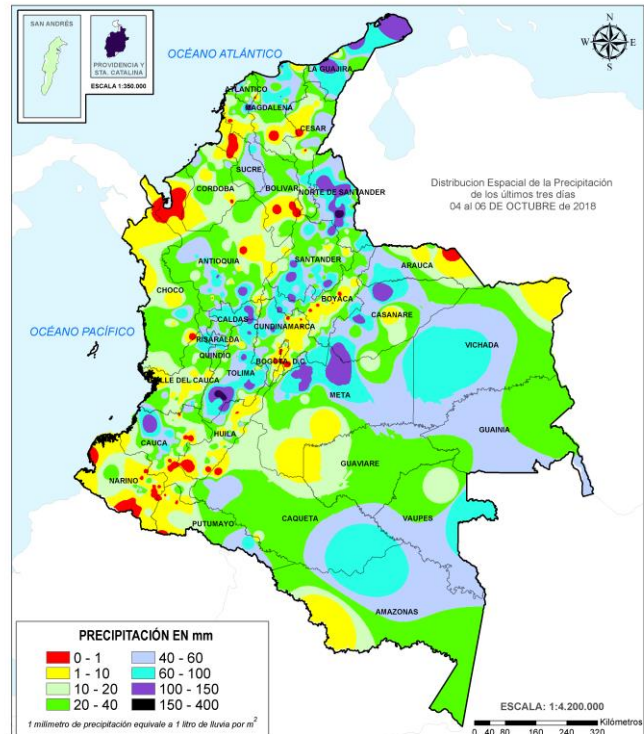 SAN ANDRÉS
PROVIDENCIA Y
STA. CATALINA
ESCALA 1:350.000
OCÉANO ATLÁNTICO
N
W
E
S
LA GUAJIRA
ATLANTICO
MAGDALENA
CESAR
SUCRE
CORDOBA
BOLIVAR
NORTE DE SANTANDER
Distribucion Espacial de la Precipitación
de los últimos tres días
04 al 06 DE OCTUBRE de 2018
ANTIOQUIA
SANTANDER
ARAUCA
CHOCO
BOYACA
CASANARE
OCÉANO PACÍFICO
CALDAS
CUNDINAMARCA
RISARALDA
VICHADA
QUINDÍO
BOGOTA, D.C.
TOLIMA
VALLE DEL CAUCA
META
GUAINIA
HUILA
CAUCA
GUAVIARE
NARIÑO
CAQUETA
VAUPES
PUTUMAYO
AMAZONAS
PRECIPITACIÓN EN mm
0 - 1
40 - 60
1 - 10
60 - 100
10 - 20
100 - 150
20 - 40
150 - 400
1 milimetro de precipitación equivale a 1 litro de lluvia por m²
ESCALA: 1:4.200.000
Kilómetros
0 40 80 160 240 320